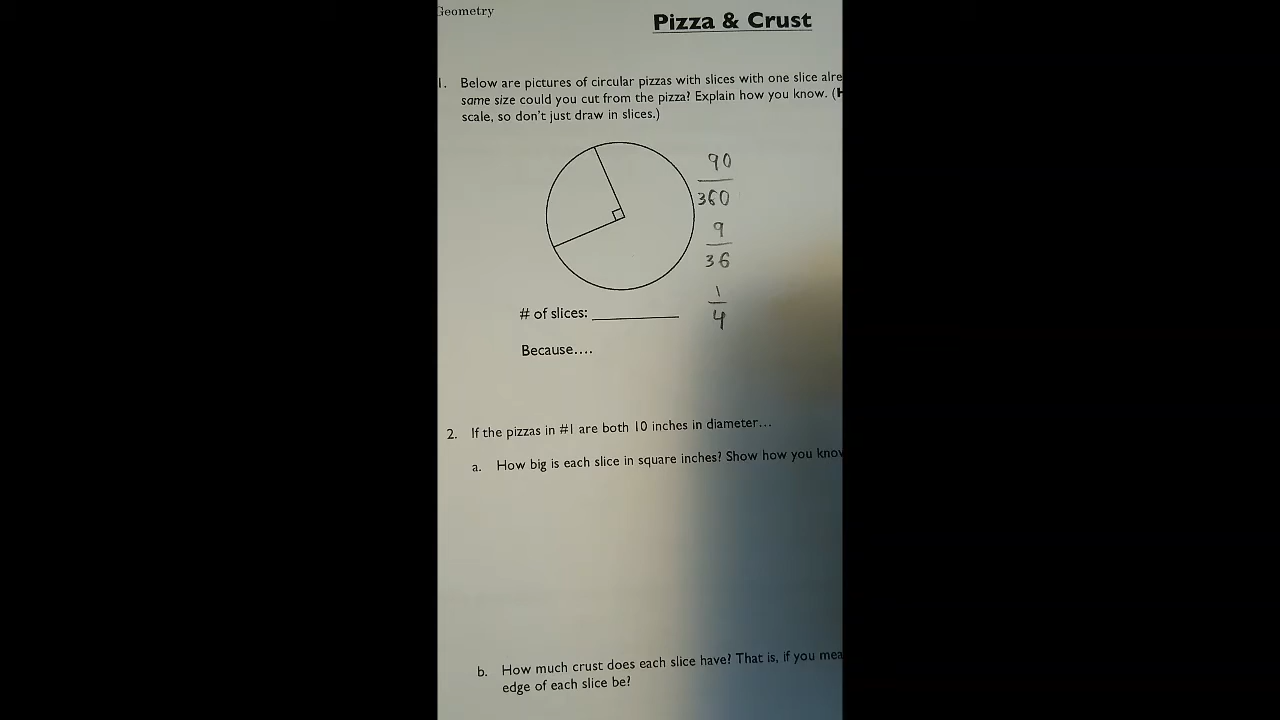 Geometry
Pizza & Crust
1. Below are pictures of circular pizzas with slices with one slice alre
same size could you cut from the pizza? Explain how you know. (H
scale, so don't just draw in slices.)
90
360
9
36
1
4
# of slices: __________
Because....
2. If the pizzas in #1 are both 10 inches in diameter...
a. How big is each slice in square inches? Show how you know
b. How much crust does each slice have? That is, if you mea
edge of each slice be?